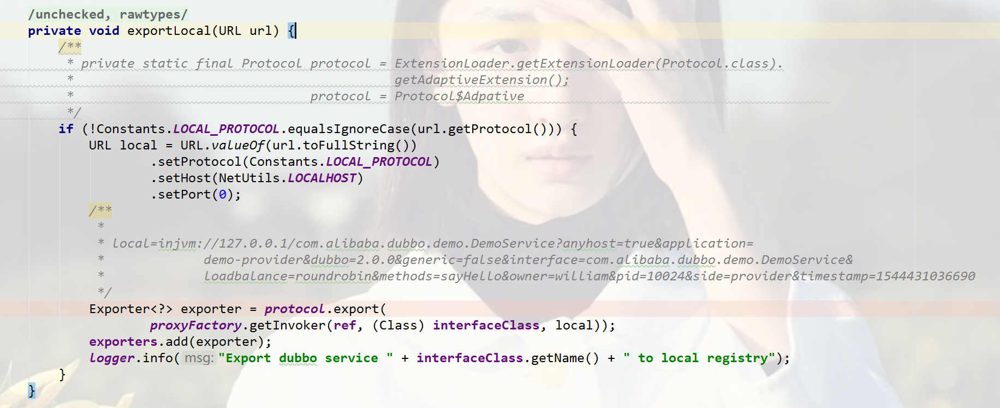 /unchecked, rawtypes/
private void exportLocal(URL url) {
/**
* private static final Protocol protocol = ExtensionLoader.getExtensionLoader(Protocol.class).
* getAdaptiveExtension();
* protocol = Protocol$Adpative
*/
if (!Constants.LOCAL_PROTOCOL.equalsIgnoreCase(url.getProtocol())) {
URL local = URL.valueOf(url.toFullString())
.setProtocol(Constants.LOCAL_PROTOCOL)
.setHost(NetUtils.LOCALHOST)
.setPort(0);
/**
*
* local=injvm://127.0.0.1/com.alibaba.dubbo.demo.DemoService?anyhost=true&application=
* demo-provider&dubbo=2.0.0&generic=false&interface=com.alibaba.dubbo.demo.DemoService&
* loadbalance=roundrobin&methods=sayHello&owner=william&pid=10024&side=provider&timestamp=1544431036690
*/
Exporter<?> exporter = protocol.export(
proxyFactory.getInvoker(ref, (Class) interfaceClass, local));
exporters.add(exporter);
logger.info( msg: "Export dubbo service " + interfaceClass.getName() + " to local registry");
}
}